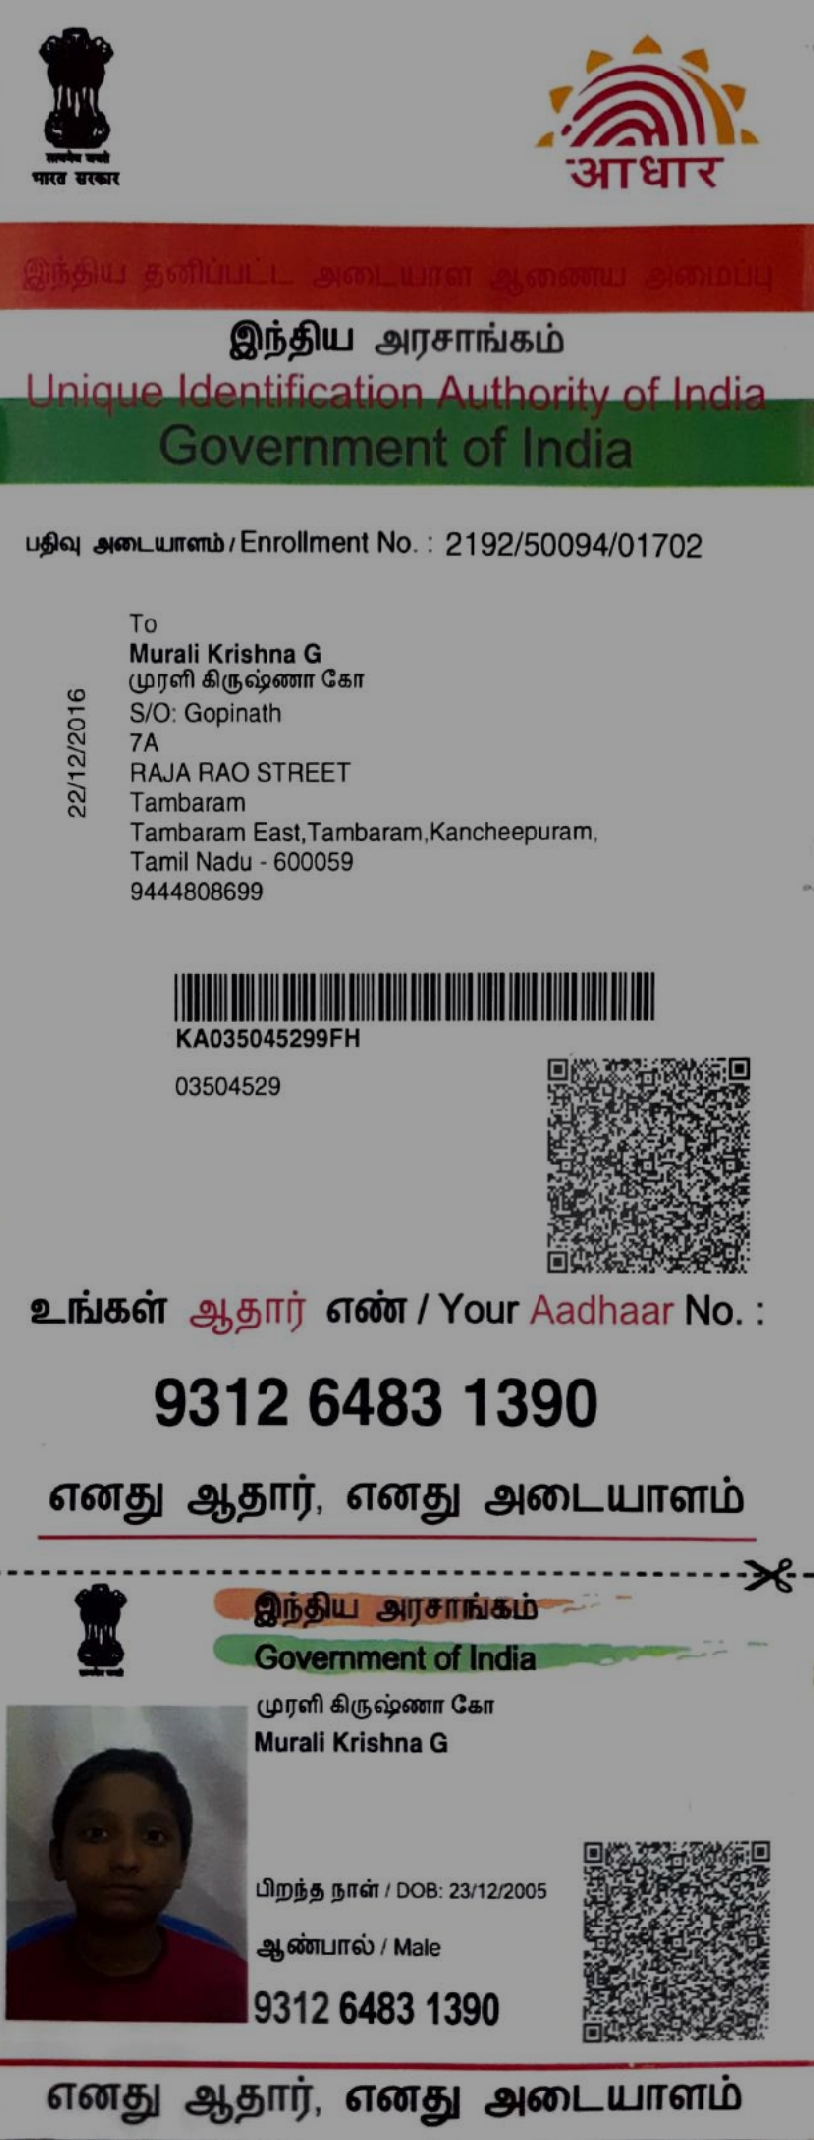 सत्यमेव जयते
भारत सरकार
आधार
இந்திய தனிப்பட்ட அடையாள ஆணைய அமைப்பு
இந்திய அரசாங்கம்
Unique Identification Authority of India
Government of India
பதிவு அடையாளம் / Enrollment No. : 2192/50094/01702
22/12/2016
To
Murali Krishna G
முரளி கிருஷ்ணா கோ
S/O: Gopinath
7A
RAJA RAO STREET
Tambaram
Tambaram East,Tambaram,Kancheepuram,
Tamil Nadu - 600059
9444808699
KA035045299FH
03504529
உங்கள் ஆதார் எண் / Your Aadhaar No. :
9312 6483 1390
எனது ஆதார், எனது அடையாளம்
இந்திய அரசாங்கம்
Government of India
முரளி கிருஷ்ணா கோ
Murali Krishna G
பிறந்த நாள் / DOB: 23/12/2005
ஆண்பால் / Male
9312 6483 1390
எனது ஆதார், எனது அடையாளம்